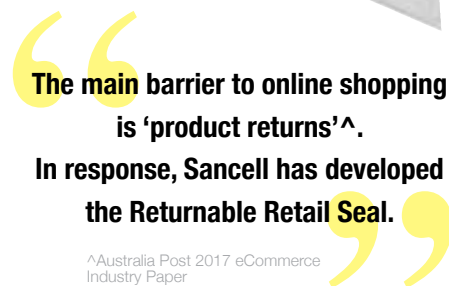 The main barrier to online shopping
is ‘product returns’^.
In response, Sancell has developed
the Returnable Retail Seal.
^Australia Post 2017 eCommerce
Industry Paper